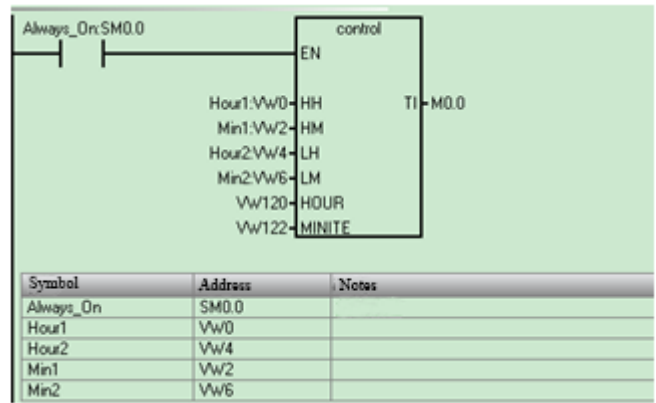 Always_On:SM0.0
control
EN
Hour1:VW0 HH TI M0.0
Min1:VW2 HM
Hour2:VW4 LH
Min2:VW6 LM
VW120 HOUR
VW122 MINITE
Symbol Address Notes
Always_On SM0.0
Hour1 VW0
Hour2 VW4
Min1 VW2
Min2 VW6